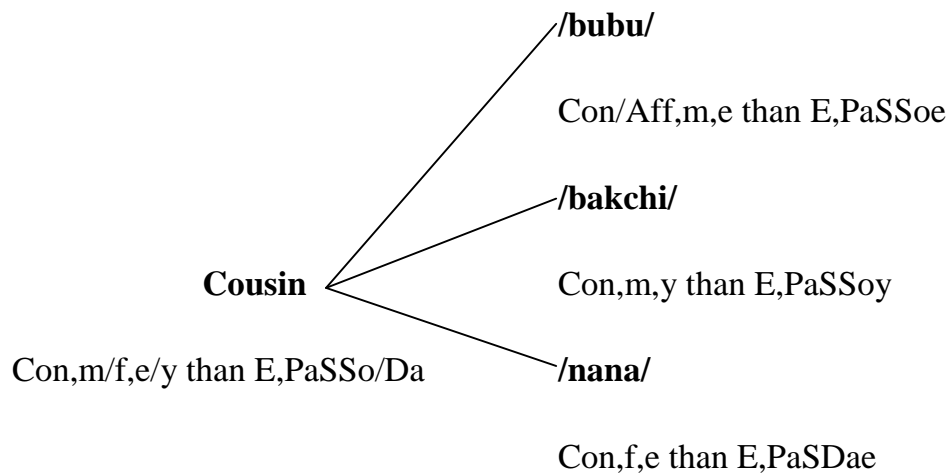 /bubu/
Con/Aff,m,e than E,PaSSoe
/bakchi/
Cousin
Con,m,y than E,PaSSoy
Con,m/f,e/y than E,PaSSo/Da
/nana/
Con,f,e than E,PaSDae